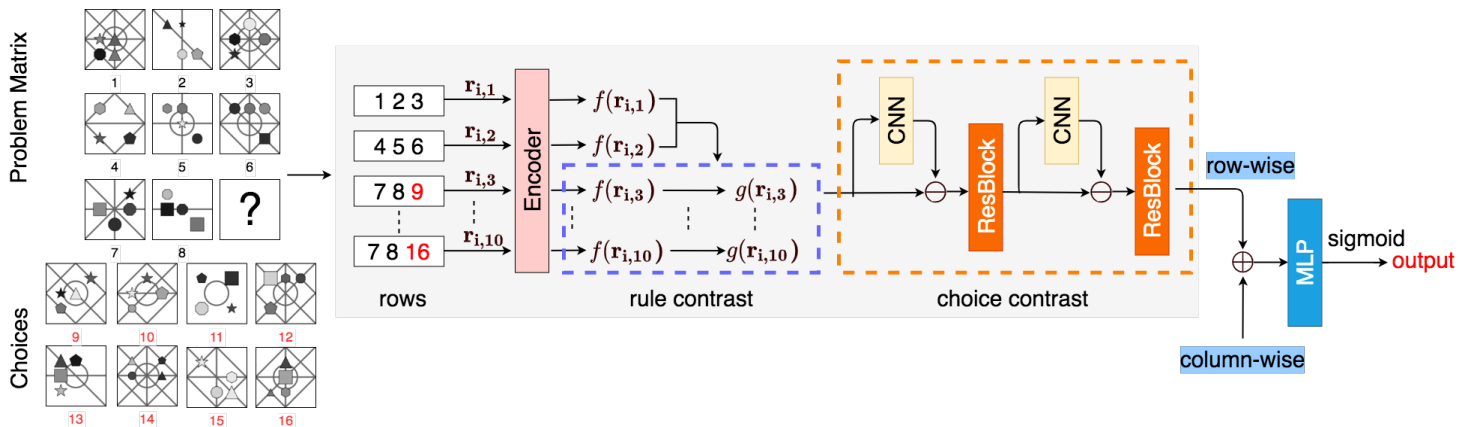 Problem Matrix
1 2 3
4 5 6
?
7 8
Choices
9 10 11 12
13 14 15 16
1 2 3
4 5 6
7 8 9
7 8 16
rows
r_{i,1}
r_{i,2}
r_{i,3}
r_{i,10}
Encoder
f(r_{i,1})
f(r_{i,2})
f(r_{i,3}) g(r_{i,3})
f(r_{i,10}) g(r_{i,10})
rule contrast
CNN
ResBlock
CNN
ResBlock
choice contrast
row-wise
column-wise
MLP
sigmoid
output